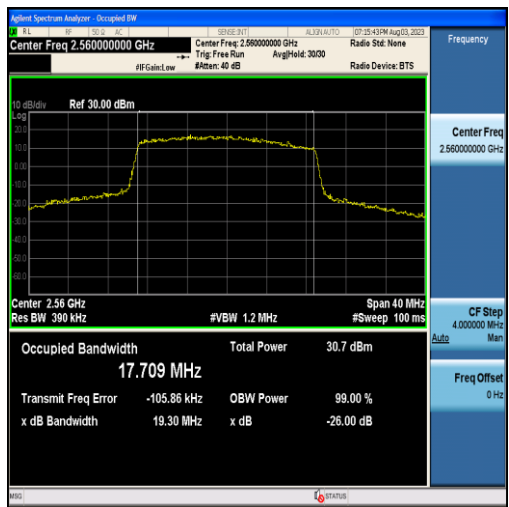 Agilent Spectrum Analyzer - Occupied BW
RL RF 50 Ω AC SENSE:INT ALIGN AUTO 07:15:43 PM Aug 03, 2023
Center Freq 2.560000000 GHz
Center Freq: 2.560000000 GHz
Radio Std: None
Trig: Free Run Avg|Hold: 30/30
#IFGain:Low #Atten: 40 dB Radio Device: BTS
Frequency
10 dB/div Ref 30.00 dBm
Log
20.0
10.0
0.00
-10.0
-20.0
-30.0
-40.0
-50.0
-60.0
Center 2.56 GHz Span 40 MHz
Res BW 390 kHz #VBW 1.2 MHz #Sweep 100 ms
Center Freq
2.560000000 GHz
CF Step
4.000000 MHz
Auto Man
Freq Offset
0 Hz
Occupied Bandwidth Total Power 30.7 dBm
17.709 MHz
Transmit Freq Error -105.86 kHz OBW Power 99.00 %
x dB Bandwidth 19.30 MHz x dB -26.00 dB
MSG STATUS